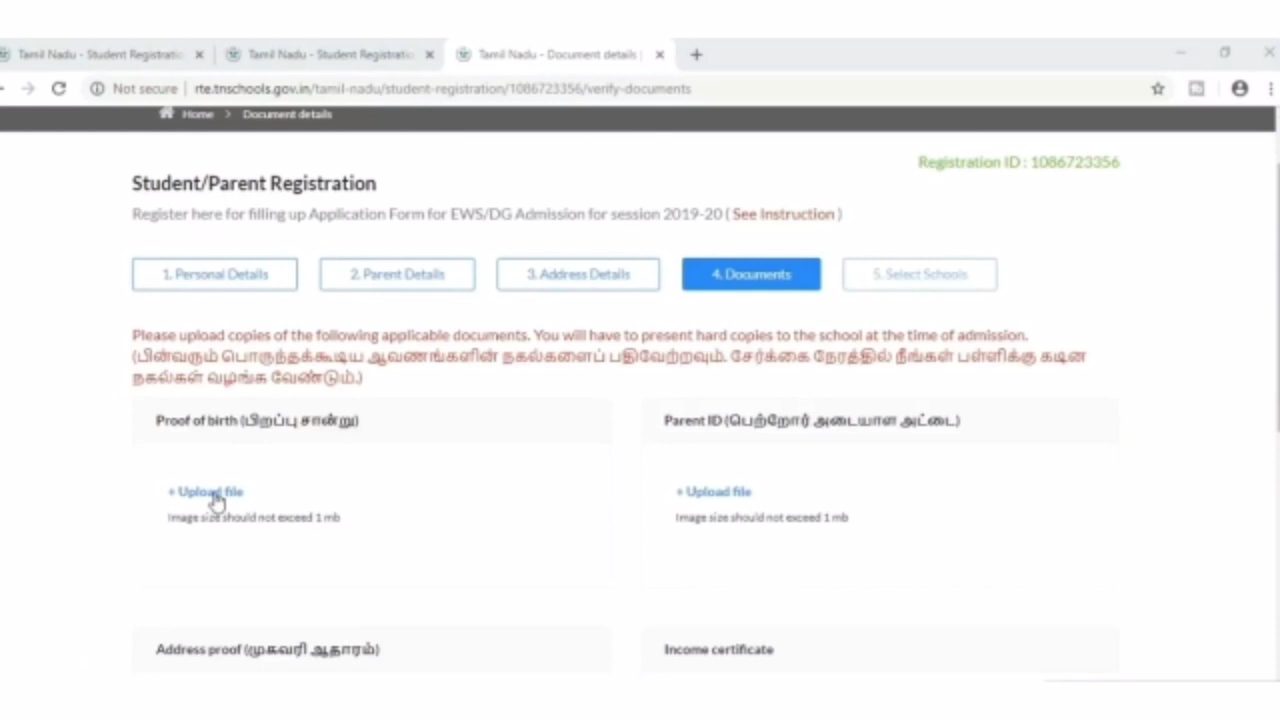 Tamil Nadu - Student Registratio
Tamil Nadu - Student Registratio
Tamil Nadu - Document details |
Not secure | rte.tnschools.gov.in/tamil-nadu/student-registration/1086723356/verify-documents
Home > Document details
Registration ID : 1086723356
Student/Parent Registration
Register here for filling up Application Form for EWS/DG Admission for session 2019-20 ( See Instruction )
1. Personal Details
2. Parent Details
3. Address Details
4. Documents
5. Select Schools
Please upload copies of the following applicable documents. You will have to present hard copies to the school at the time of admission.
(பின்வரும் பொருந்தக்கூடிய ஆவணங்களின் நகல்களைப் பதிவேற்றவும். சேர்க்கை நேரத்தில் நீங்கள் பள்ளிக்கு கடின
நகல்கள் வழங்க வேண்டும்.)
Proof of birth (பிறப்பு சான்று)
Parent ID (பெற்றோர் அடையாள அட்டை)
+ Upload file
+ Upload file
Image size should not exceed 1 mb
Image size should not exceed 1 mb
Address proof (முகவரி ஆதாரம்)
Income certificate